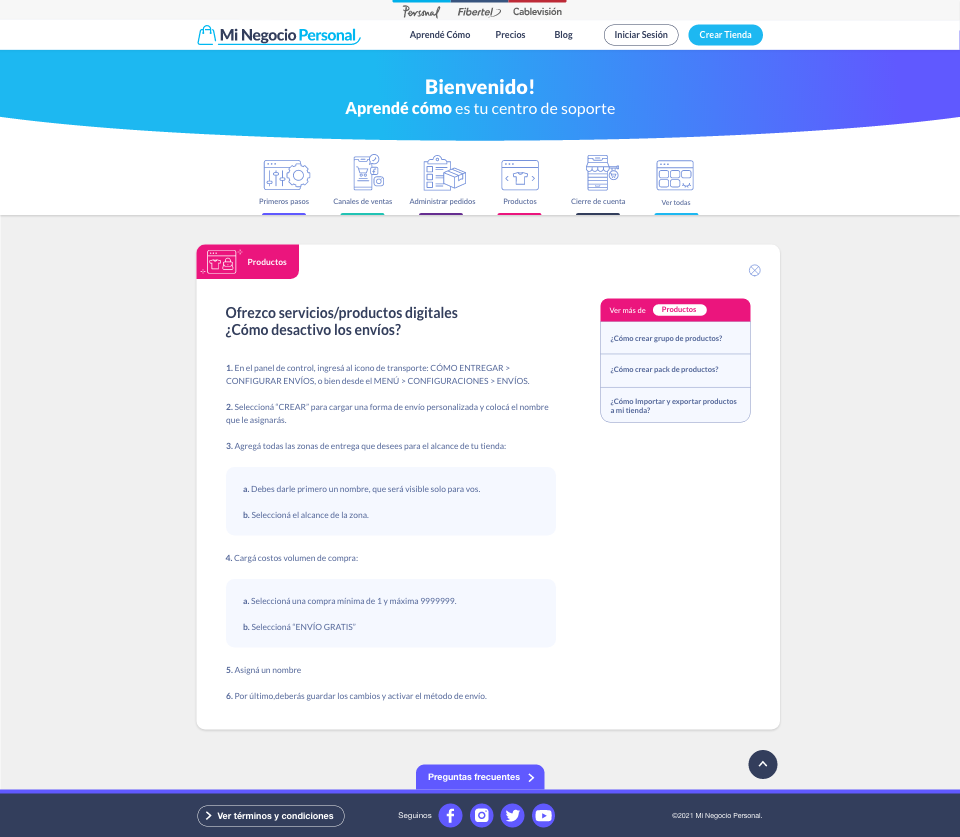 Personal Fibertel Cablevisión
Mi Negocio Personal Aprendé Cómo Precios Blog Iniciar Sesión Crear Tienda
Bienvenido!
Aprendé cómo es tu centro de soporte
Primeros pasos Canales de ventas Administrar pedidos Productos Cierre de cuenta Ver todas
Productos
Ofrezco servicios/productos digitales
¿Cómo desactivo los envíos?
1. En el panel de control, ingresá al icono de transporte: CÓMO ENTREGAR >
CONFIGURAR ENVÍOS, o bien desde el MENÚ > CONFIGURACIONES > ENVÍOS.
2. Seleccioná "CREAR" para cargar una forma de envío personalizada y colocá el nombre
que le asignarás.
3. Agregá todas las zonas de entrega que desees para el alcance de tu tienda:
a. Debes darle primero un nombre, que será visible solo para vos.
b. Seleccioná el alcance de la zona.
4. Cargá costos volumen de compra:
a. Seleccioná una compra mínima de 1 y máxima 9999999.
b. Seleccioná "ENVÍO GRATIS"
5. Asigná un nombre
6. Por último,deberás guardar los cambios y activar el método de envío.
Ver más de Productos
¿Cómo crear grupo de productos?
¿Cómo crear pack de productos?
¿Cómo Importar y exportar productos
a mi tienda?
Preguntas frecuentes
Ver términos y condiciones Seguinos ©2021 Mi Negocio Personal.